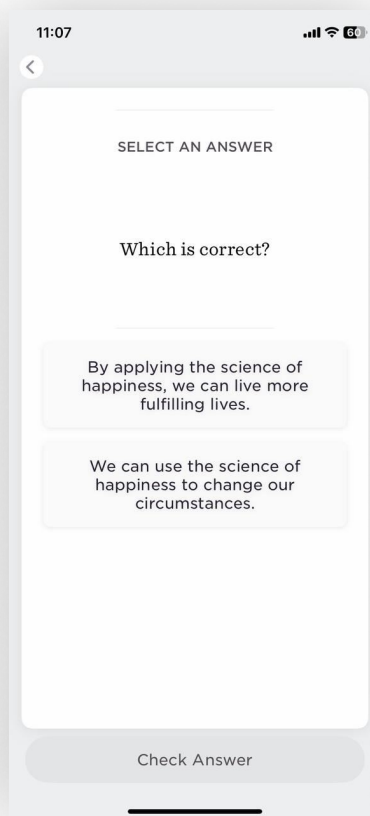 11:07
60
SELECT AN ANSWER
Which is correct?
By applying the science of
happiness, we can live more
fulfilling lives.
We can use the science of
happiness to change our
circumstances.
Check Answer